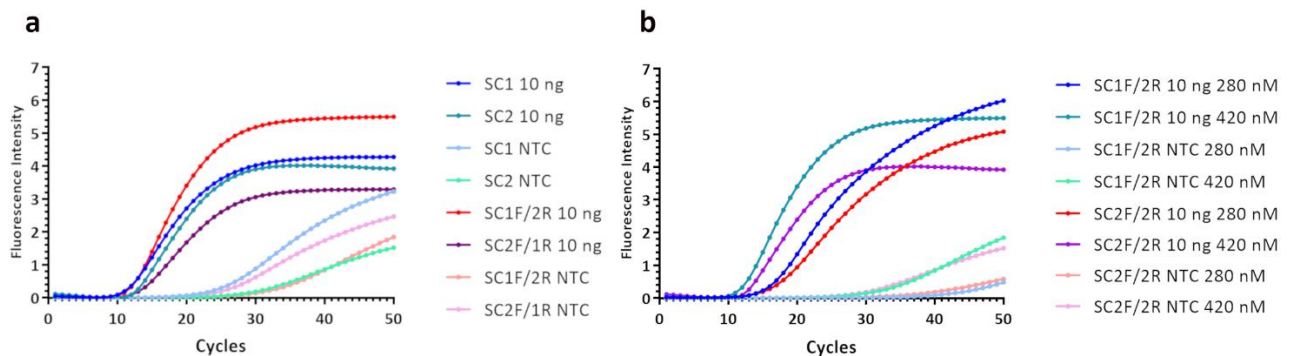 a
7
6
5
4
3
2
1
0
0 10 20 30 40 50
Fluorescence Intensity
Cycles
SC1 10 ng
SC2 10 ng
SC1 NTC
SC2 NTC
SC1F/2R 10 ng
SC2F/1R 10 ng
SC1F/2R NTC
SC2F/1R NTC
b
7
6
5
4
3
2
1
0
0 10 20 30 40 50
Fluorescence Intensity
Cycles
SC1F/2R 10 ng 280 nM
SC1F/2R 10 ng 420 nM
SC1F/2R NTC 280 nM
SC1F/2R NTC 420 nM
SC2F/2R 10 ng 280 nM
SC2F/2R 10 ng 420 nM
SC2F/2R NTC 280 nM
SC2F/2R NTC 420 nM